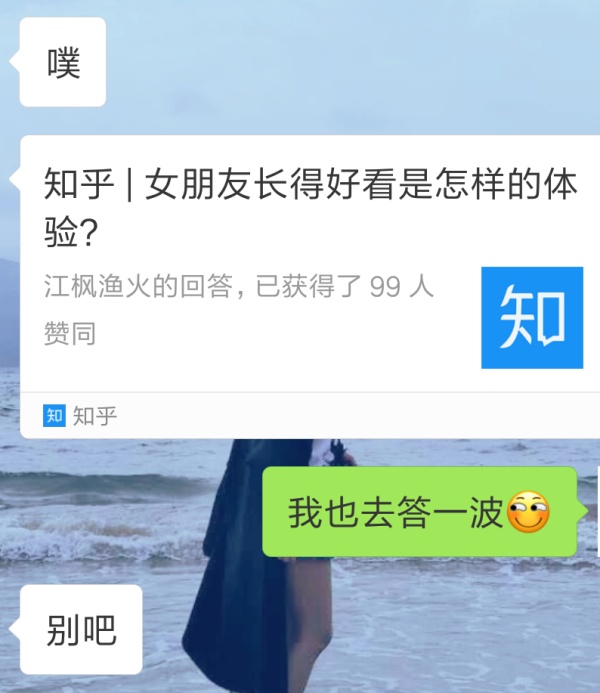 噗
知乎 | 女朋友长得好看是怎样的体
验?
江枫渔火的回答, 已获得了 99 人
赞同
知
知 知乎
我也去答一波
别吧